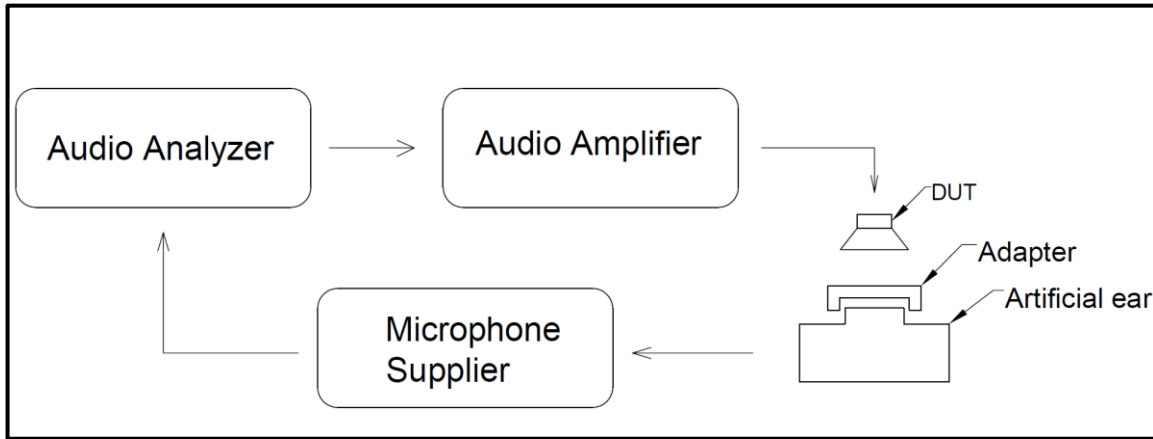 Audio Analyzer
Audio Amplifier
DUT
Adapter
Artificial ear
Microphone
Supplier